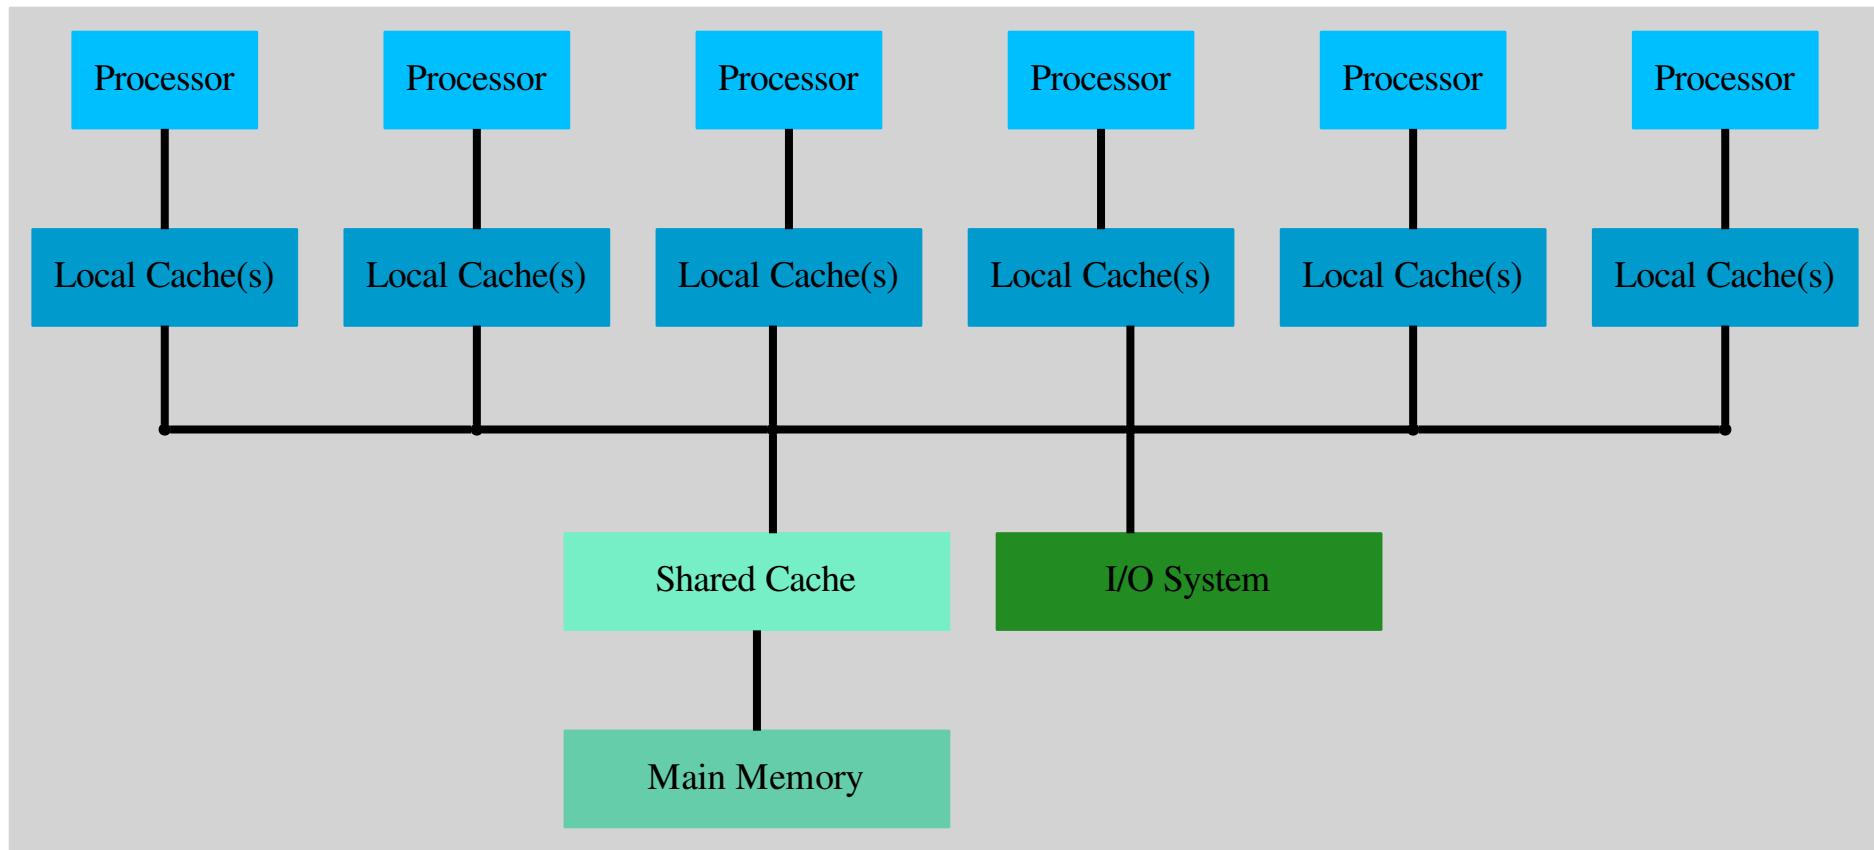 Processor
Processor
Processor
Processor
Processor
Processor
Local Cache(s)
Local Cache(s)
Local Cache(s)
Local Cache(s)
Local Cache(s)
Local Cache(s)
Shared Cache
I/O System
Main Memory